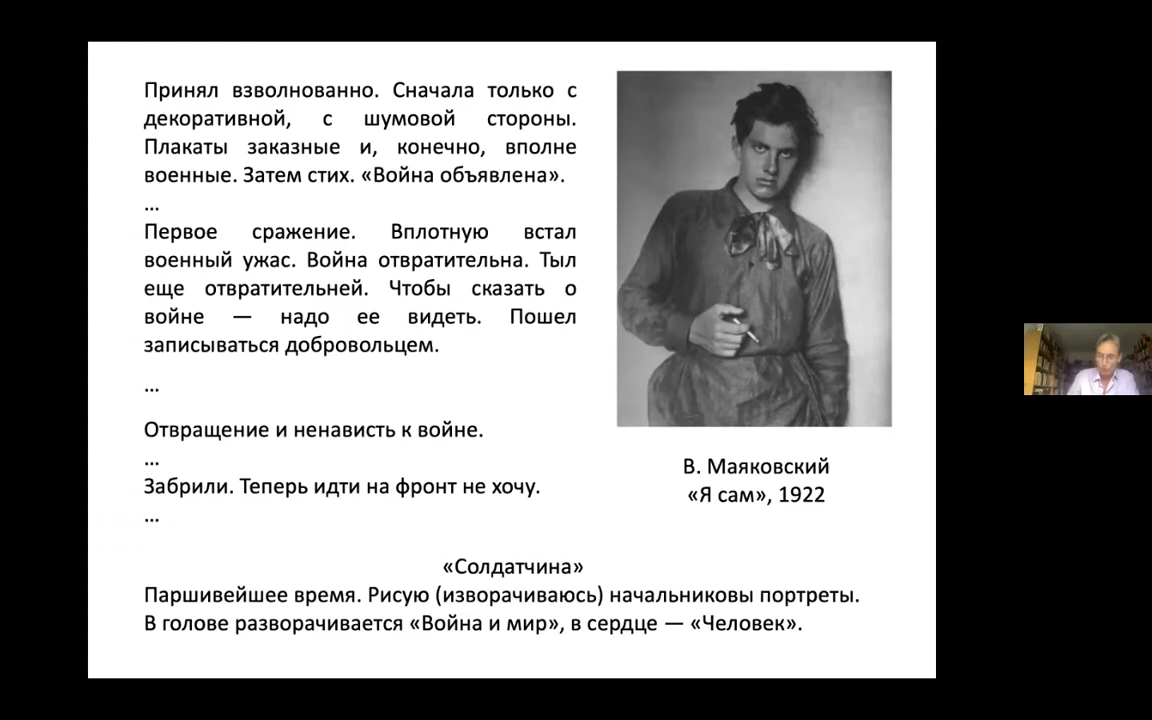 Принял взволнованно. Сначала только с
декоративной, с шумовой стороны.
Плакаты заказные и, конечно, вполне
военные. Затем стих. «Война объявлена».
...
Первое сражение. Вплотную встал
военный ужас. Война отвратительна. Тыл
еще отвратительней. Чтобы сказать о
войне — надо ее видеть. Пошел
записываться добровольцем.
...
Отвращение и ненависть к войне.
...
Забрили. Теперь идти на фронт не хочу.
...
В. Маяковский
«Я сам», 1922
«Солдатчина»
Паршивейшее время. Рисую (изворачиваюсь) начальниковы портреты.
В голове разворачивается «Война и мир», в сердце — «Человек».